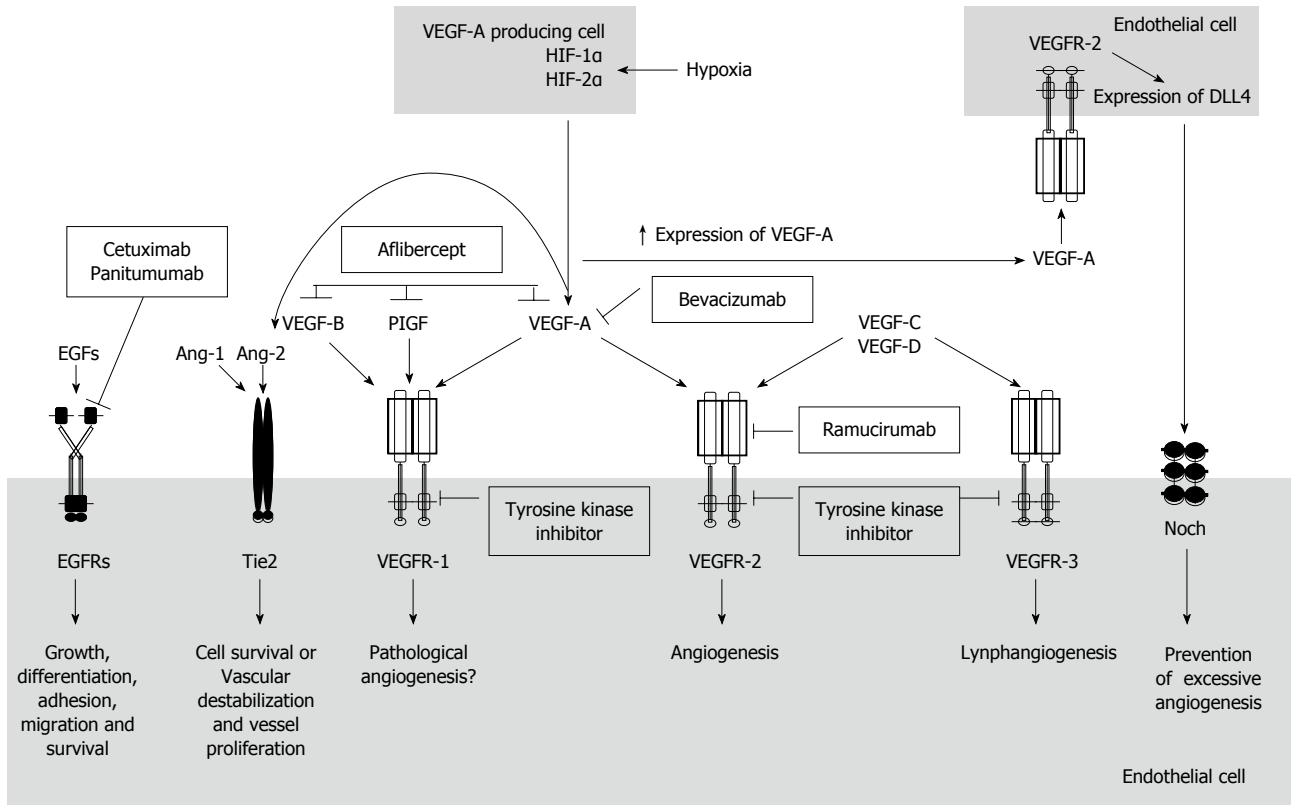 VEGF-A producing cell
HIF-1α
HIF-2α
Hypoxia
Endothelial cell
VEGFR-2
Expression of DLL4
Cetuximab
Panitumumab
Aflibercept
↑ Expression of VEGF-A
VEGF-A
Bevacizumab
VEGF-B
PIGF
VEGF-A
VEGF-C
VEGF-D
EGFs
Ang-1
Ang-2
Ramucirumab
Tyrosine kinase
inhibitor
Tyrosine kinase
inhibitor
EGFRs
Tie2
VEGFR-1
VEGFR-2
VEGFR-3
Noch
Growth,
differentiation,
adhesion,
migration and
survival
Cell survival or
Vascular
destabilization
and vessel
proliferation
Pathological
angiogenesis?
Angiogenesis
Lynphangiogenesis
Prevention
of excessive
angiogenesis
Endothelial cell